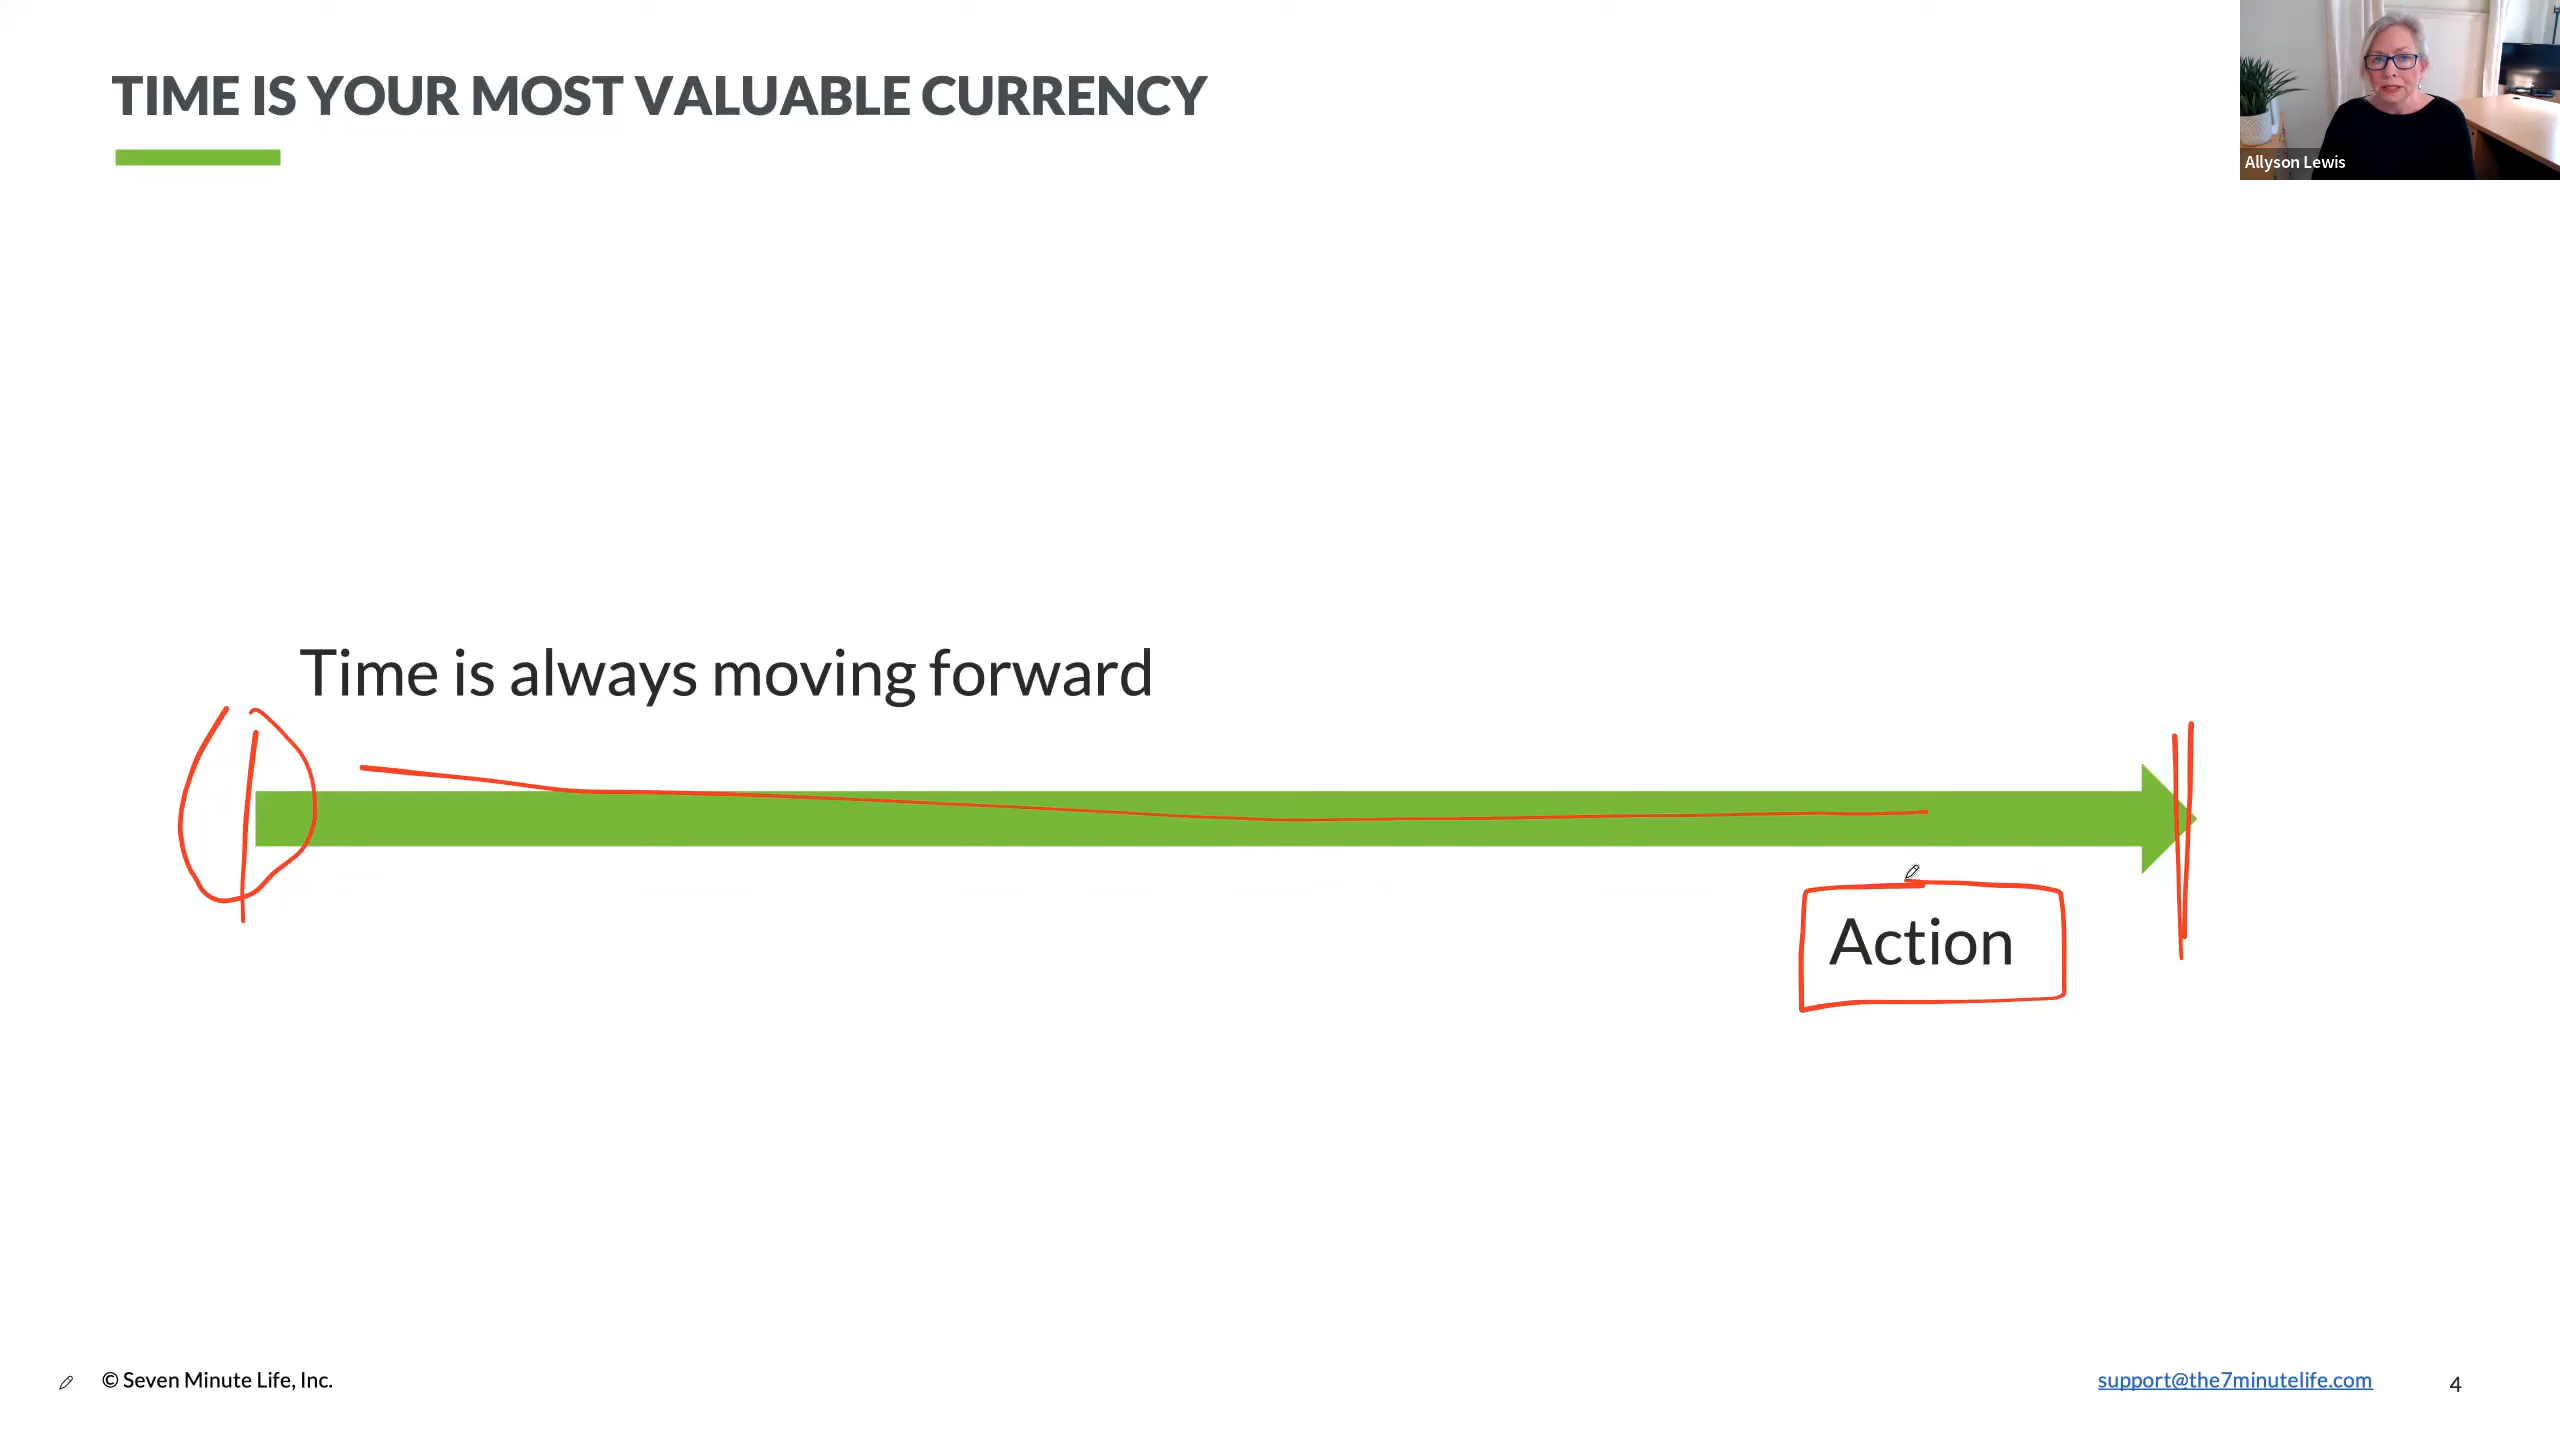 TIME IS YOUR MOST VALUABLE CURRENCY
Allyson Lewis
Time is always moving forward
Action
© Seven Minute Life, Inc.
support@the7minutelife.com
4